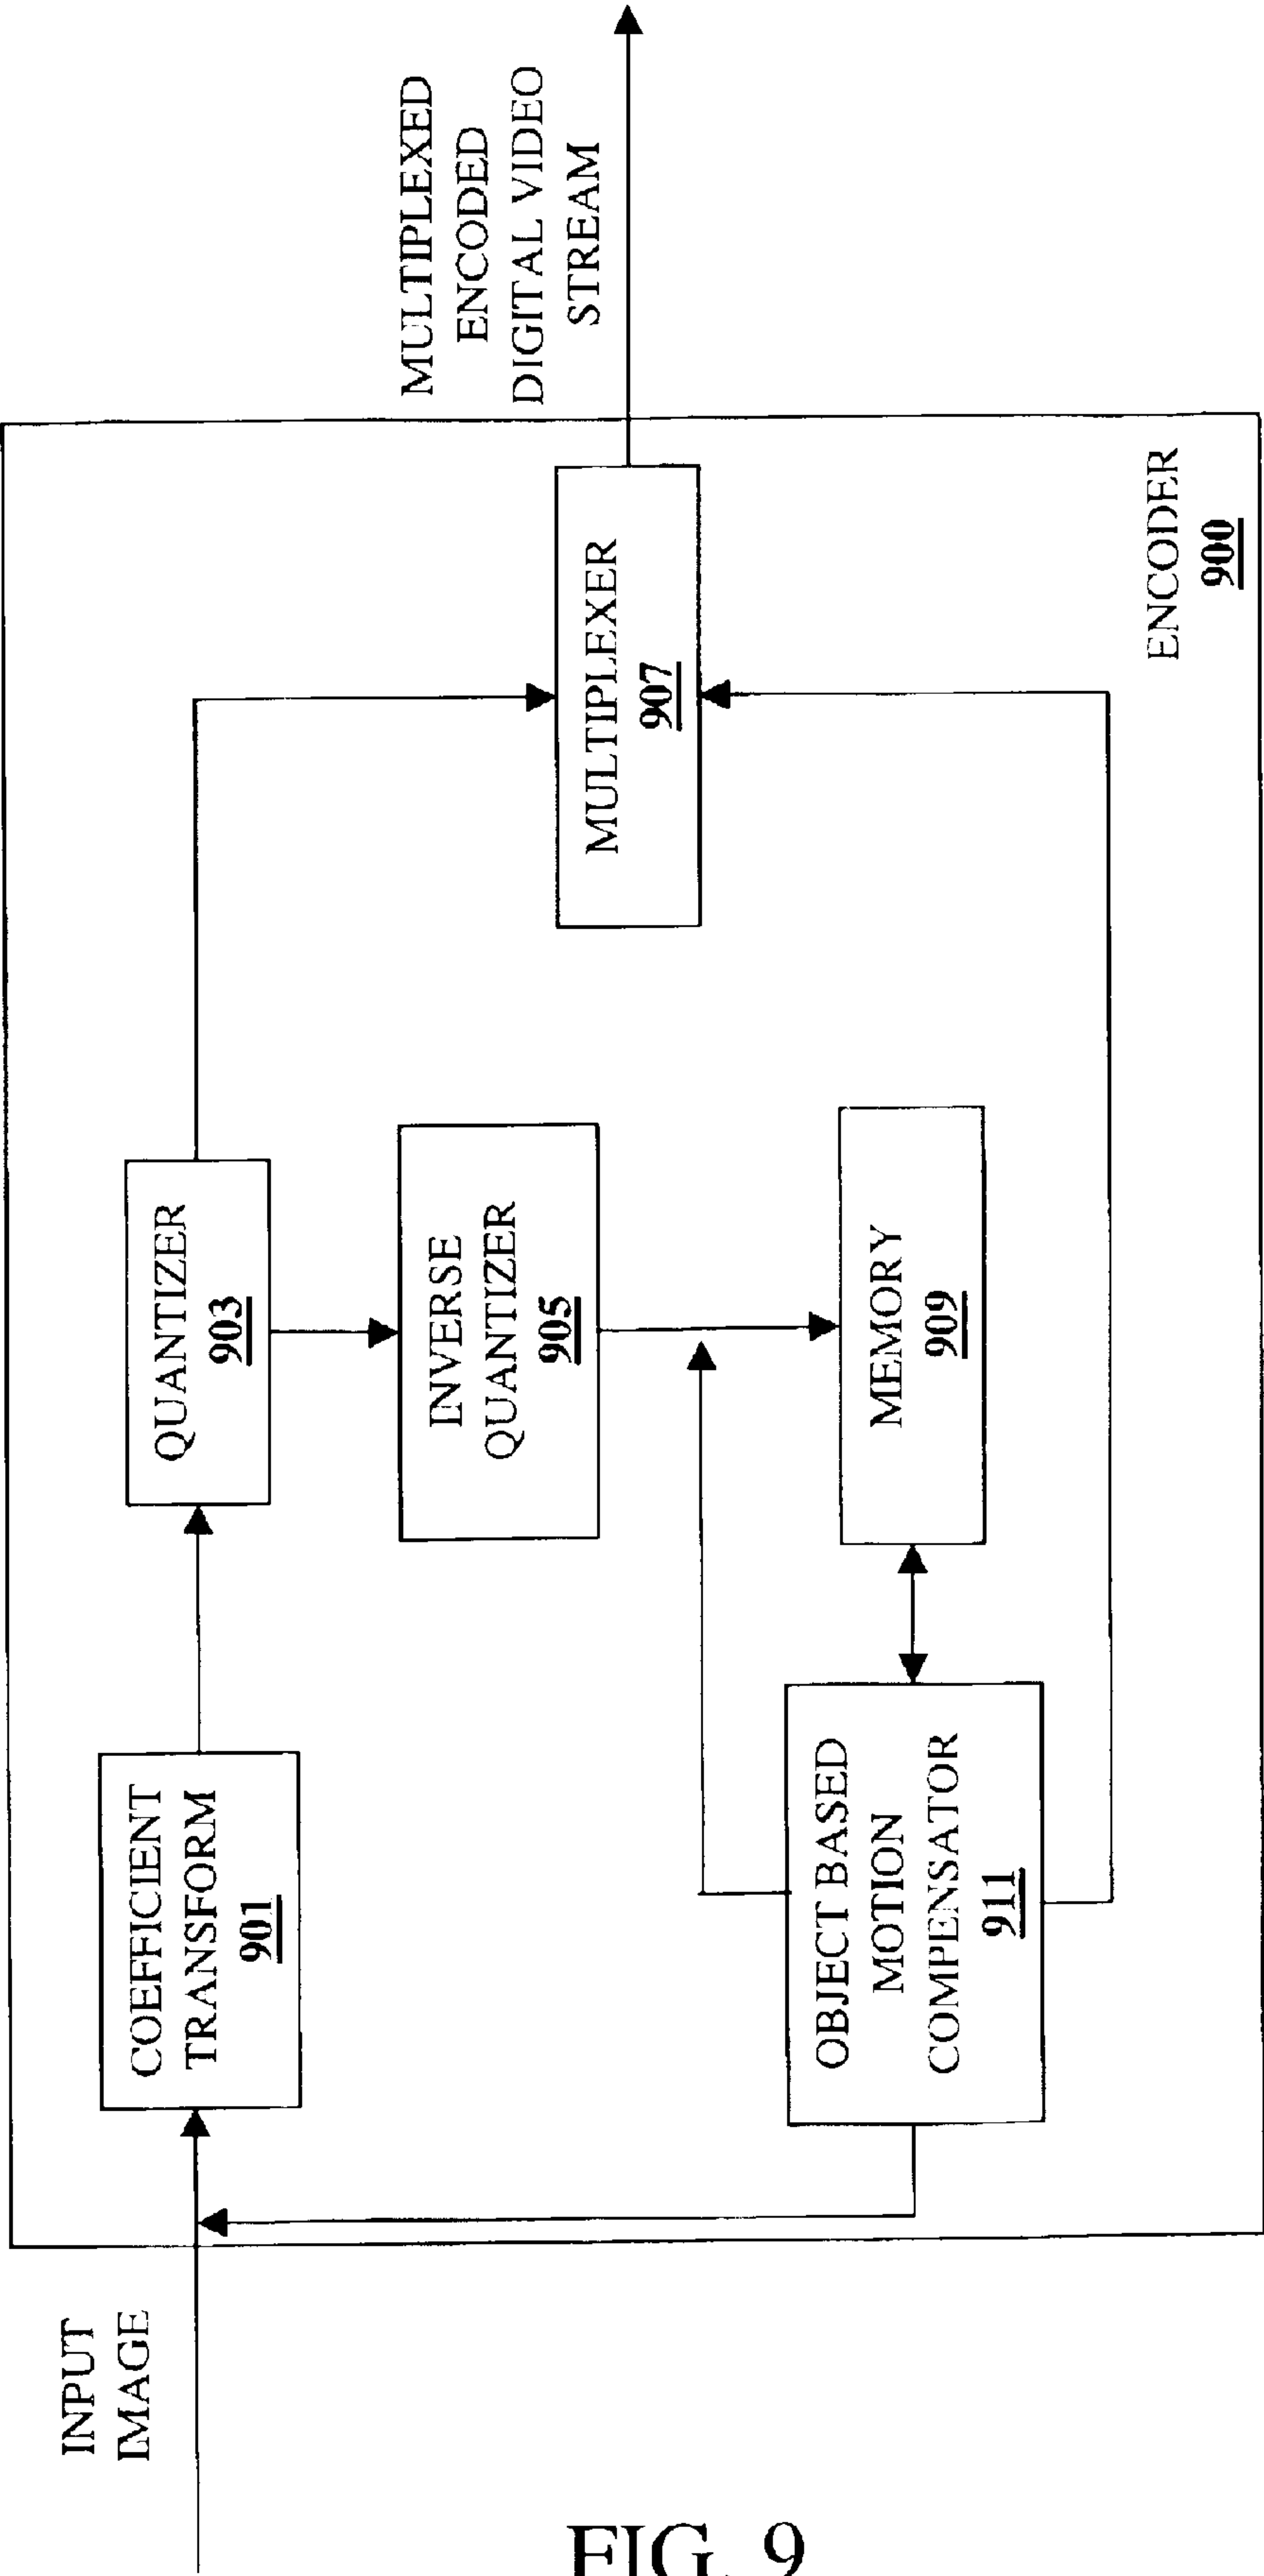 INPUT
IMAGE
COEFFICIENT
TRANSFORM
901
QUANTIZER
903
INVERSE
QUANTIZER
905
MULTIPLEXED
ENCODED
DIGITAL VIDEO
STREAM
MULTIPLEXER
907
OBJECT BASED
MOTION
COMPENSATOR
911
MEMORY
909
ENCODER
900
FIG. 9